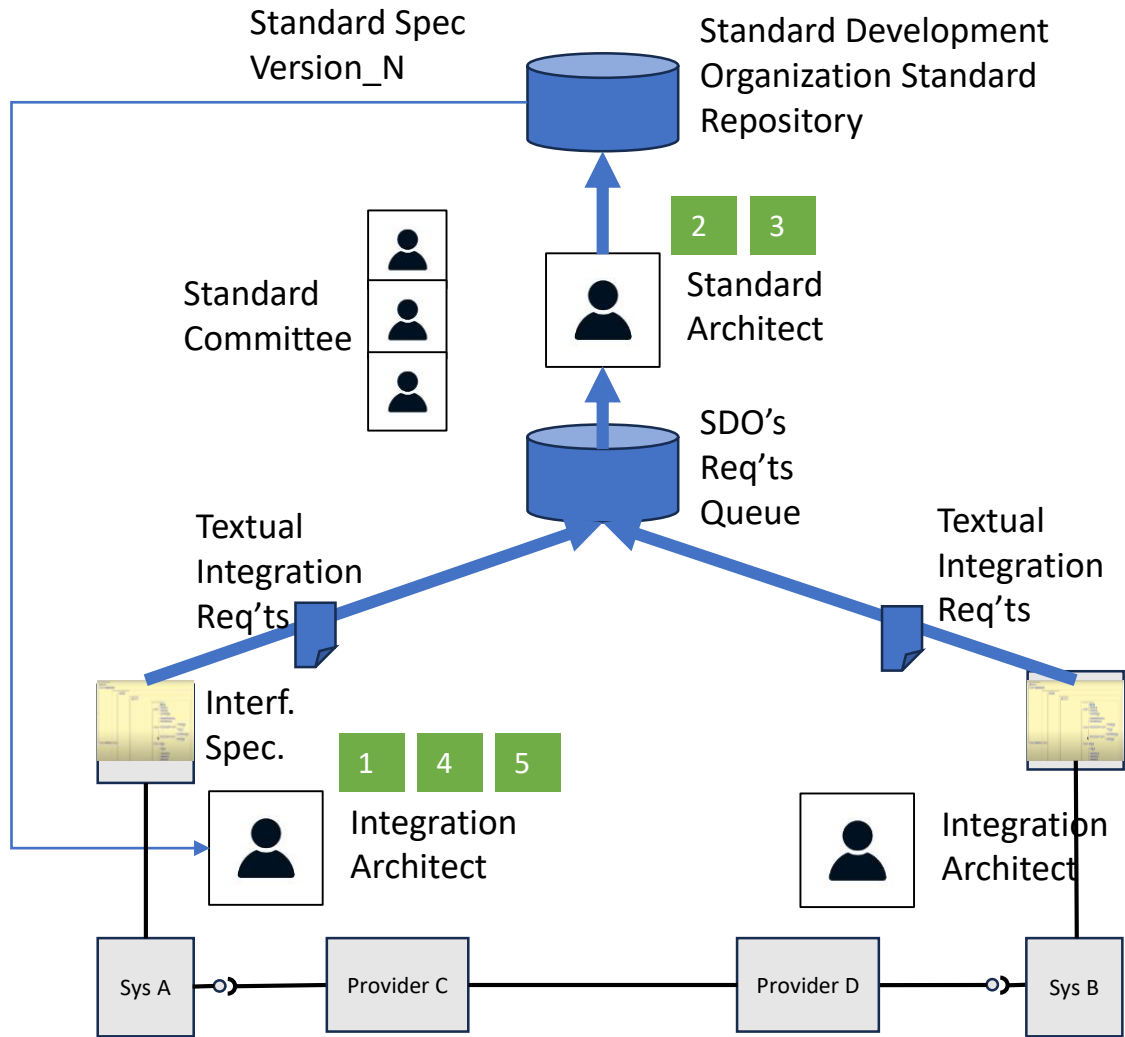 Standard Spec
Version_N
Standard Development
Organization Standard
Repository
2
3
Standard
Committee
Standard
Architect
SDO’s
Req’ts
Queue
Textual
Integration
Req’ts
Textual
Integration
Req’ts
Interf.
Spec.
1
4
5
Integration
Architect
Integration
Architect
Sys A
Provider C
Provider D
Sys B